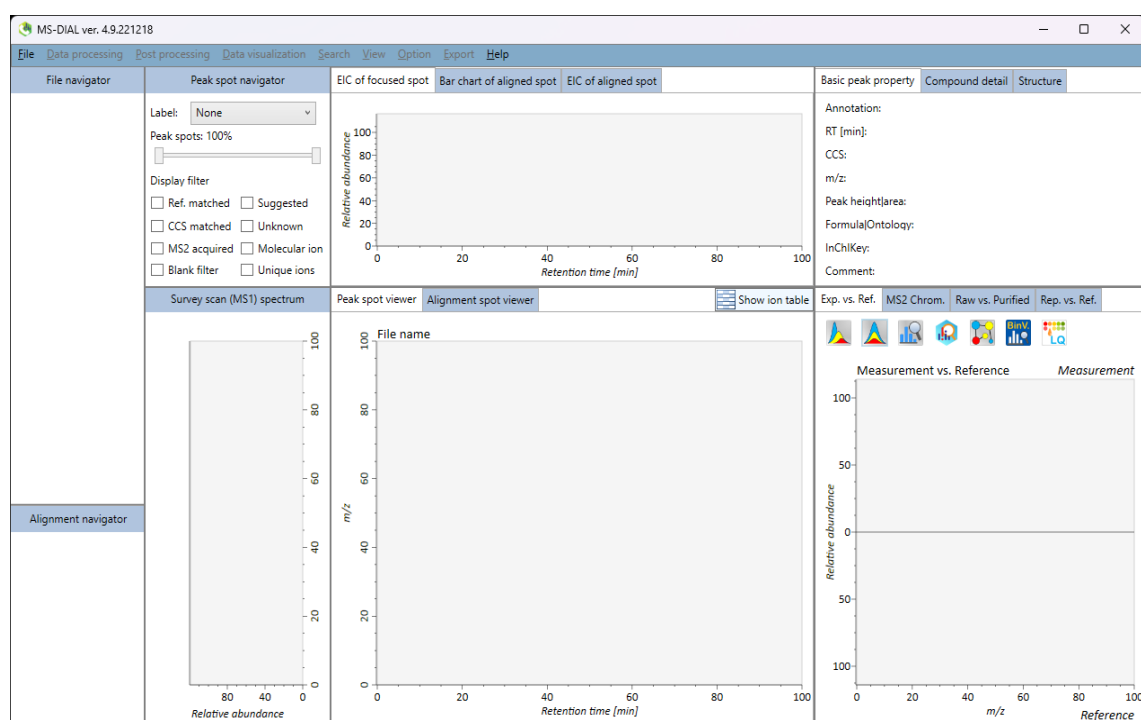 MS-DIAL ver. 4.9.221218
File Data processing Post processing Data visualization Search View Option Export Help
File navigator
Alignment navigator
Peak spot navigator
Label: None
Peak spots: 100%
Display filter
Ref. matched Suggested
CCS matched Unknown
MS2 acquired Molecular ion
Blank filter Unique ions
Survey scan (MS1) spectrum
100
80
60
40
20
0
80 40 0
Relative abundance
EIC of focused spot Bar chart of aligned spot EIC of aligned spot
Relative abundance
100
80
60
40
20
0
0 20 40 60 80 100
Retention time [min]
Peak spot viewer Alignment spot viewer Show ion table
File name
m/z
100
80
60
40
20
0
0 20 40 60 80 100
Retention time [min]
Basic peak property Compound detail Structure
Annotation:
RT [min]:
CCS:
m/z:
Peak height|area:
Formula|Ontology:
InChIKey:
Comment:
Exp. vs. Ref. MS2 Chrom. Raw vs. Purified Rep. vs. Ref.
BinV.
LQ
Measurement vs. Reference Measurement
Relative abundance
100
50
0
50
100
0 20 40 60 80 100
m/z Reference